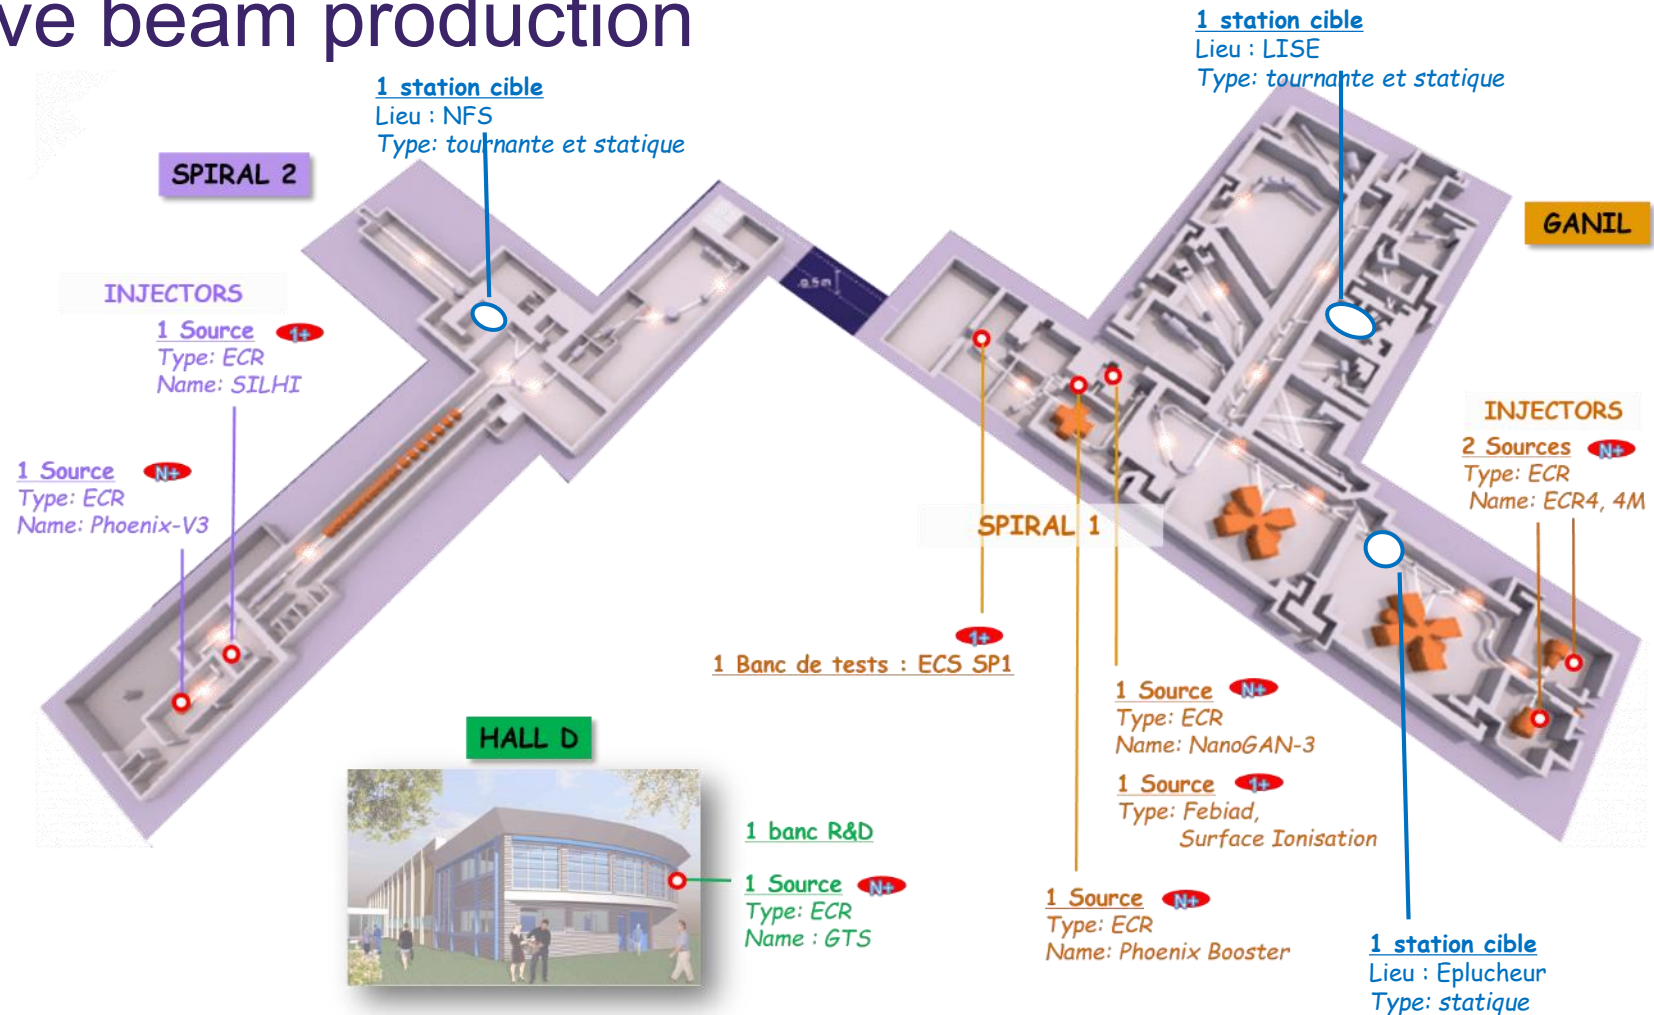 ve beam production
1 station cible
Lieu : LISE
Type: tournante et statique
1 station cible
Lieu : NFS
Type: tournante et statique
SPIRAL 2
GANIL
INJECTORS
1 Source 1+
Type: ECR
Name: SILHI
1 Source N+
Type: ECR
Name: Phoenix-V3
INJECTORS
2 Sources N+
Type: ECR
Name: ECR4, 4M
SPIRAL 1
1+
1 Banc de tests : ECS SP1
1 Source N+
Type: ECR
Name: NanoGAN-3
1 Source 1+
Type: Febiad,
Surface Ionisation
HALL D
1 banc R&D
1 Source N+
Type: ECR
Name : GTS
1 Source N+
Type: ECR
Name: Phoenix Booster
1 station cible
Lieu : Eplucheur
Type: statique